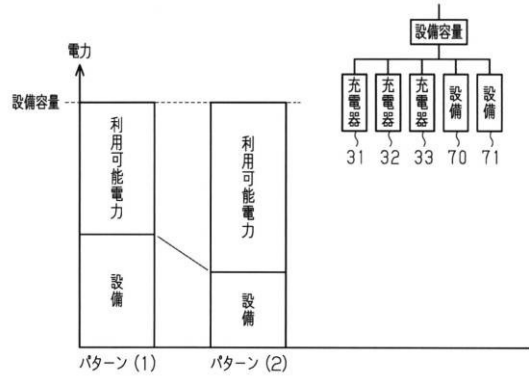 電力
設備容量
利用可能電力
設備
パターン(1)
利用可能電力
設備
パターン(2)
設備容量
充電器
充電器
充電器
設備
設備
31
32
33
70
71